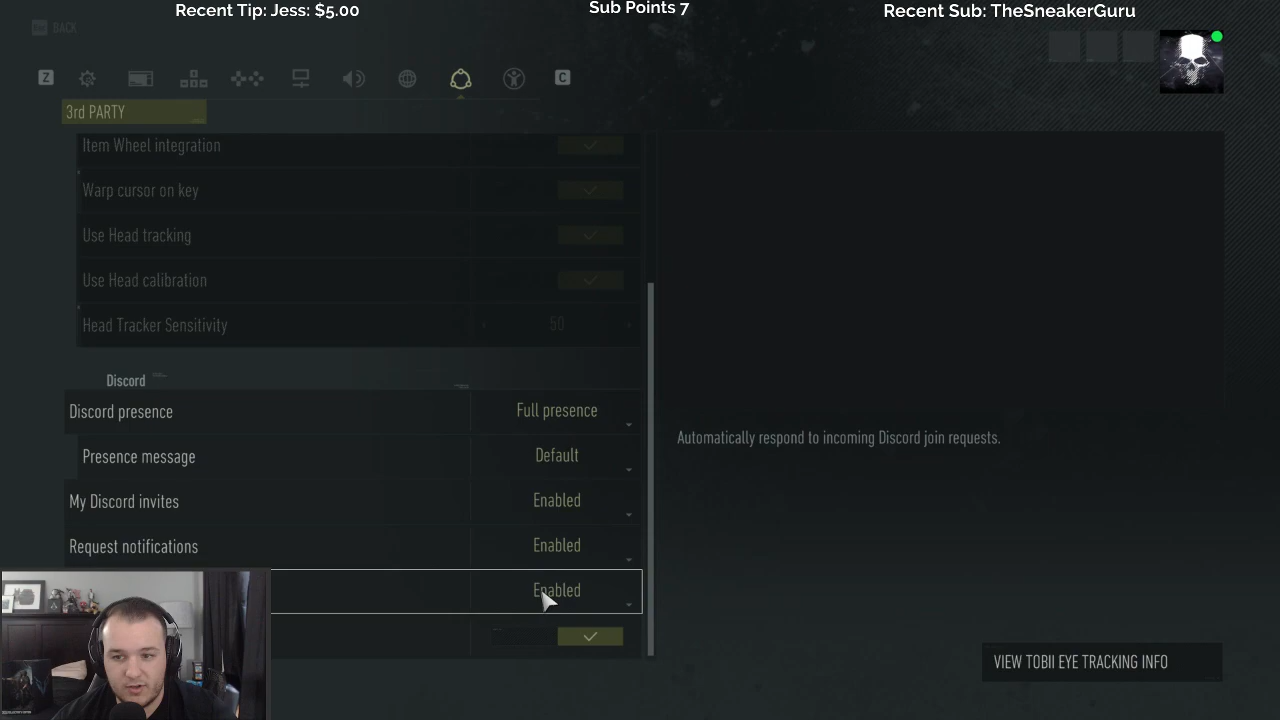 Recent Tip: Jess: $5.00
Sub Points 7
Recent Sub: TheSneakerGuru
BACK
Z
C
3rd PARTY
Item Wheel integration
Warp cursor on key
Use Head tracking
Use Head calibration
Head Tracker Sensitivity 50
Discord
Discord presence Full presence
Presence message Default
My Discord invites Enabled
Request notifications Enabled
Enabled
Automatically respond to incoming Discord join requests.
VIEW TOBII EYE TRACKING INFO